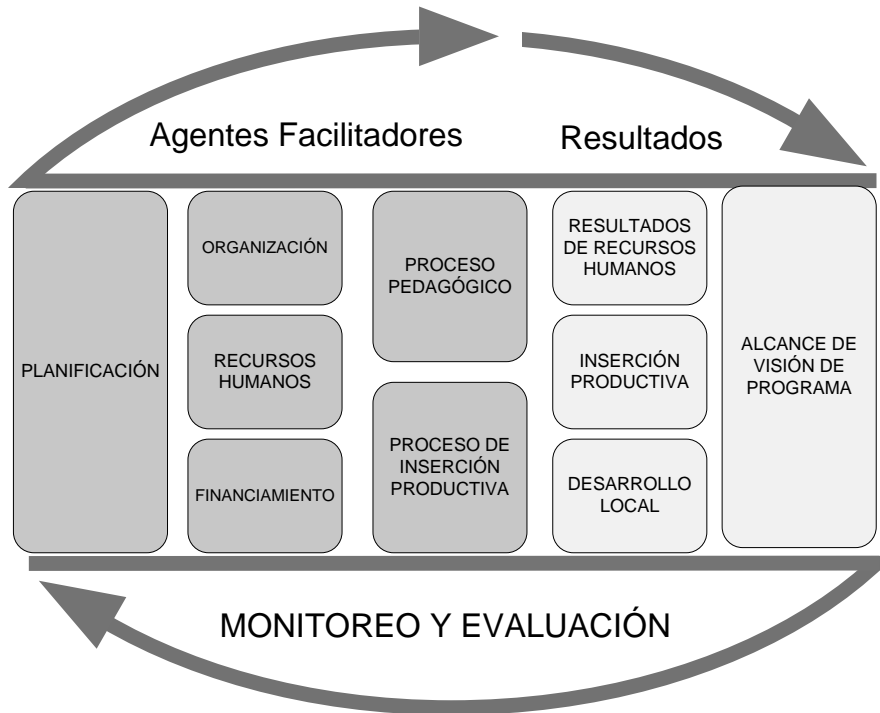 Agentes Facilitadores
Resultados
PLANIFICACIÓN
ORGANIZACIÓN
RECURSOS
HUMANOS
FINANCIAMIENTO
PROCESO
PEDAGÓGICO
PROCESO DE
INSERCIÓN
PRODUCTIVA
RESULTADOS
DE RECURSOS
HUMANOS
INSERCIÓN
PRODUCTIVA
DESARROLLO
LOCAL
ALCANCE DE
VISIÓN DE
PROGRAMA
MONITOREO Y EVALUACIÓN